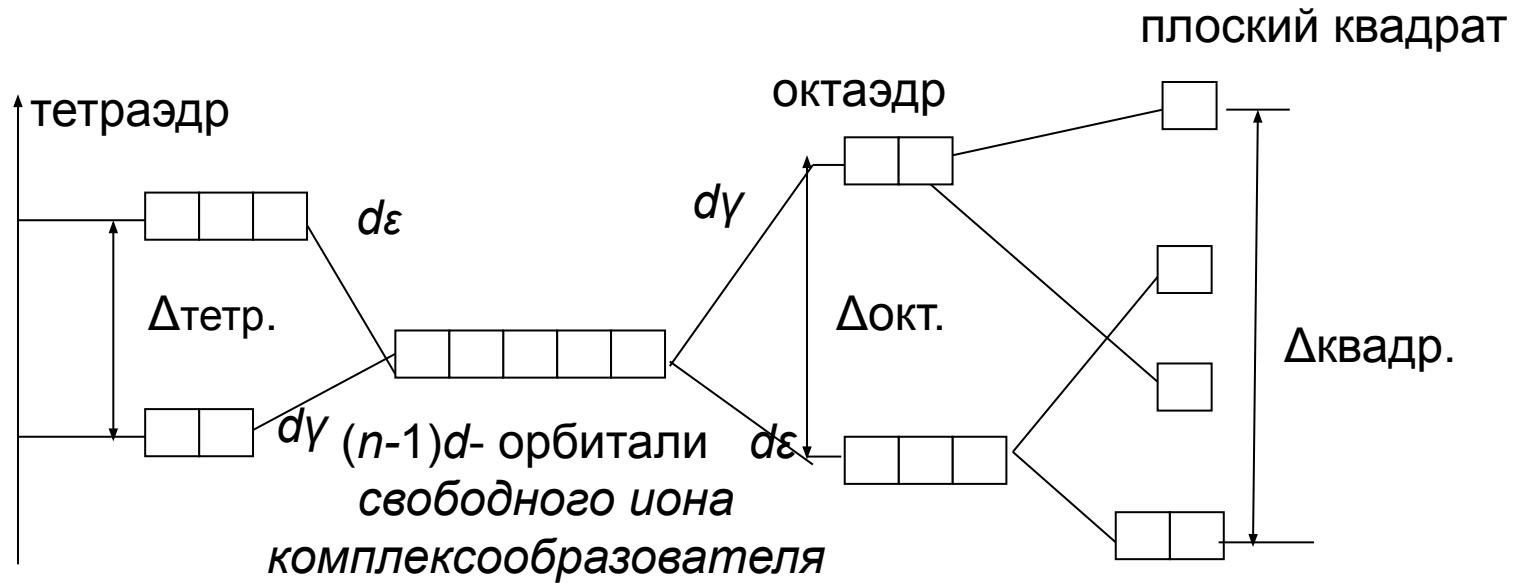 плоский квадрат
тетраэдр
октаэдр
dε
dγ
Δтетр.
Δокт.
Δквадр.
dγ
(n-1)d- орбитали
dε
свободного иона
комплексообразователя